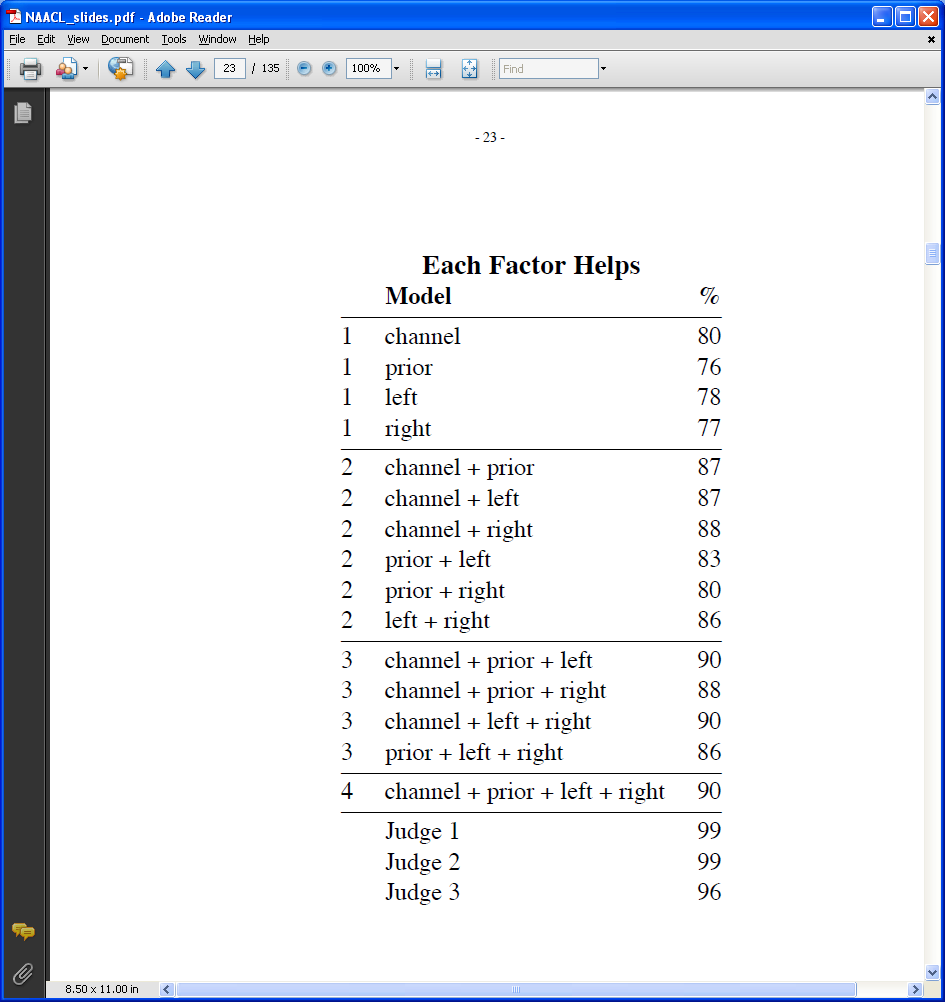 NAACL_slides.pdf - Adobe Reader
File Edit View Document Tools Window Help
23 / 135 100% Find
- 23 -
Each Factor Helps
Model %
1 channel 80
1 prior 76
1 left 78
1 right 77
2 channel + prior 87
2 channel + left 87
2 channel + right 88
2 prior + left 83
2 prior + right 80
2 left + right 86
3 channel + prior + left 90
3 channel + prior + right 88
3 channel + left + right 90
3 prior + left + right 86
4 channel + prior + left + right 90
Judge 1 99
Judge 2 99
Judge 3 96
8.50 x 11.00 in